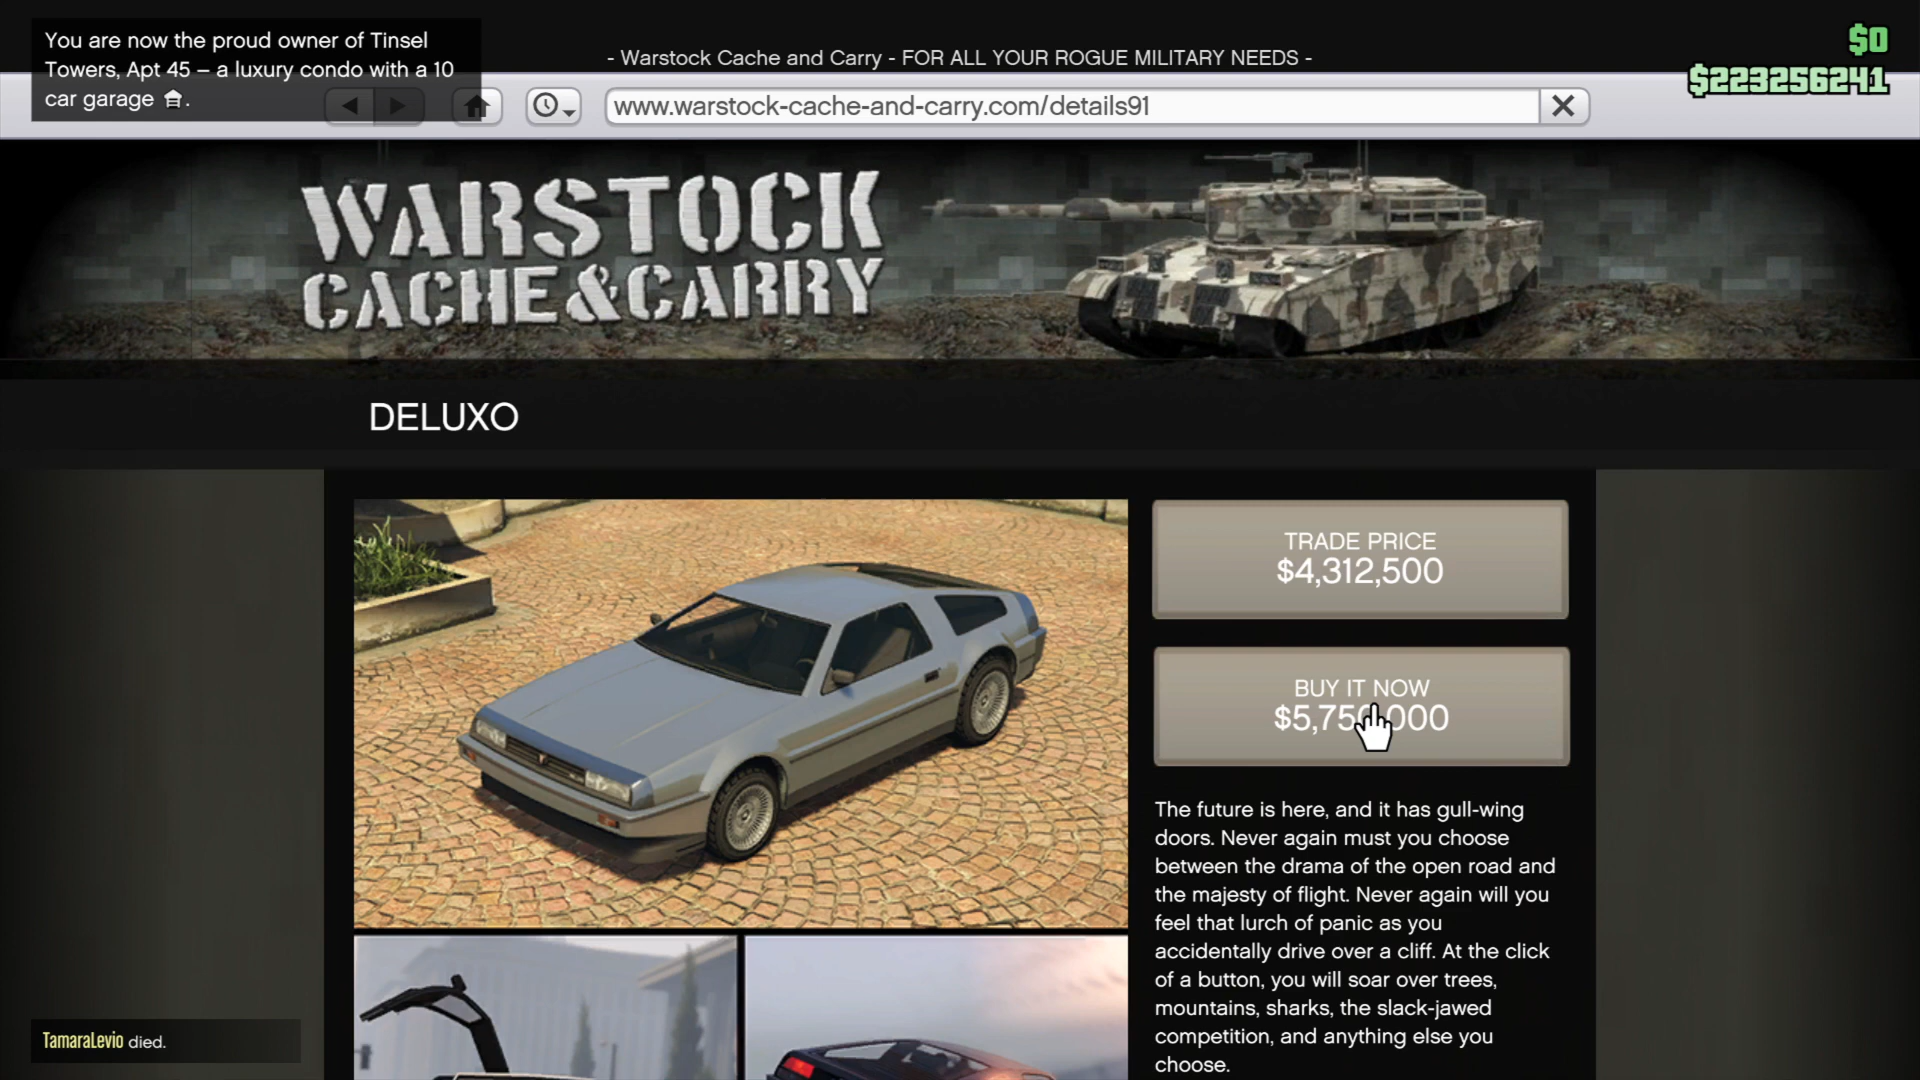 You are now the proud owner of Tinsel
Towers, Apt 45 – a luxury condo with a 10
car garage
- Warstock Cache and Carry - FOR ALL YOUR ROGUE MILITARY NEEDS -
$0
$223256241
www.warstock-cache-and-carry.com/details91
WARSTOCK
CACHE & CARRY
DELUXO
TRADE PRICE
$4,312,500
BUY IT NOW
$5,750,000
The future is here, and it has gull-wing
doors. Never again must you choose
between the drama of the open road and
the majesty of flight. Never again will you
feel that lurch of panic as you
accidentally drive over a cliff. At the click
of a button, you will soar over trees,
mountains, sharks, the slack-jawed
competition, and anything else you
choose.
TamaraLevio died.